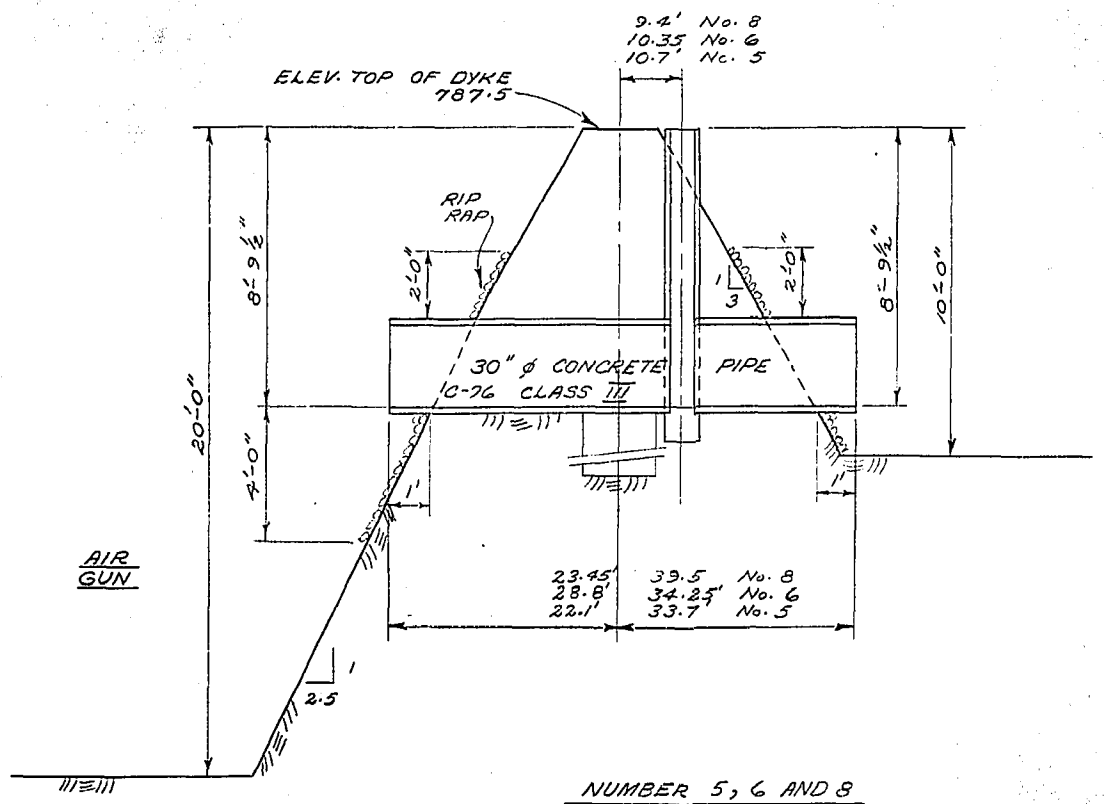 9.4' No. 8
10.35 No. 6
10.7' No. 5
ELEV. TOP OF DYKE
787.5
RIP
RAP
8'-9½"
2'-0"
20'-0"
4'-0"
1'
1
3
2'-0"
8'-9½"
10'-0"
30" ø CONCRETE PIPE
C-76 CLASS III
1'
AIR
GUN
23.45' 39.5 No. 8
28.8' 34.25' No. 6
22.1' 33.7' No. 5
1
2.5
NUMBER 5, 6 AND 8